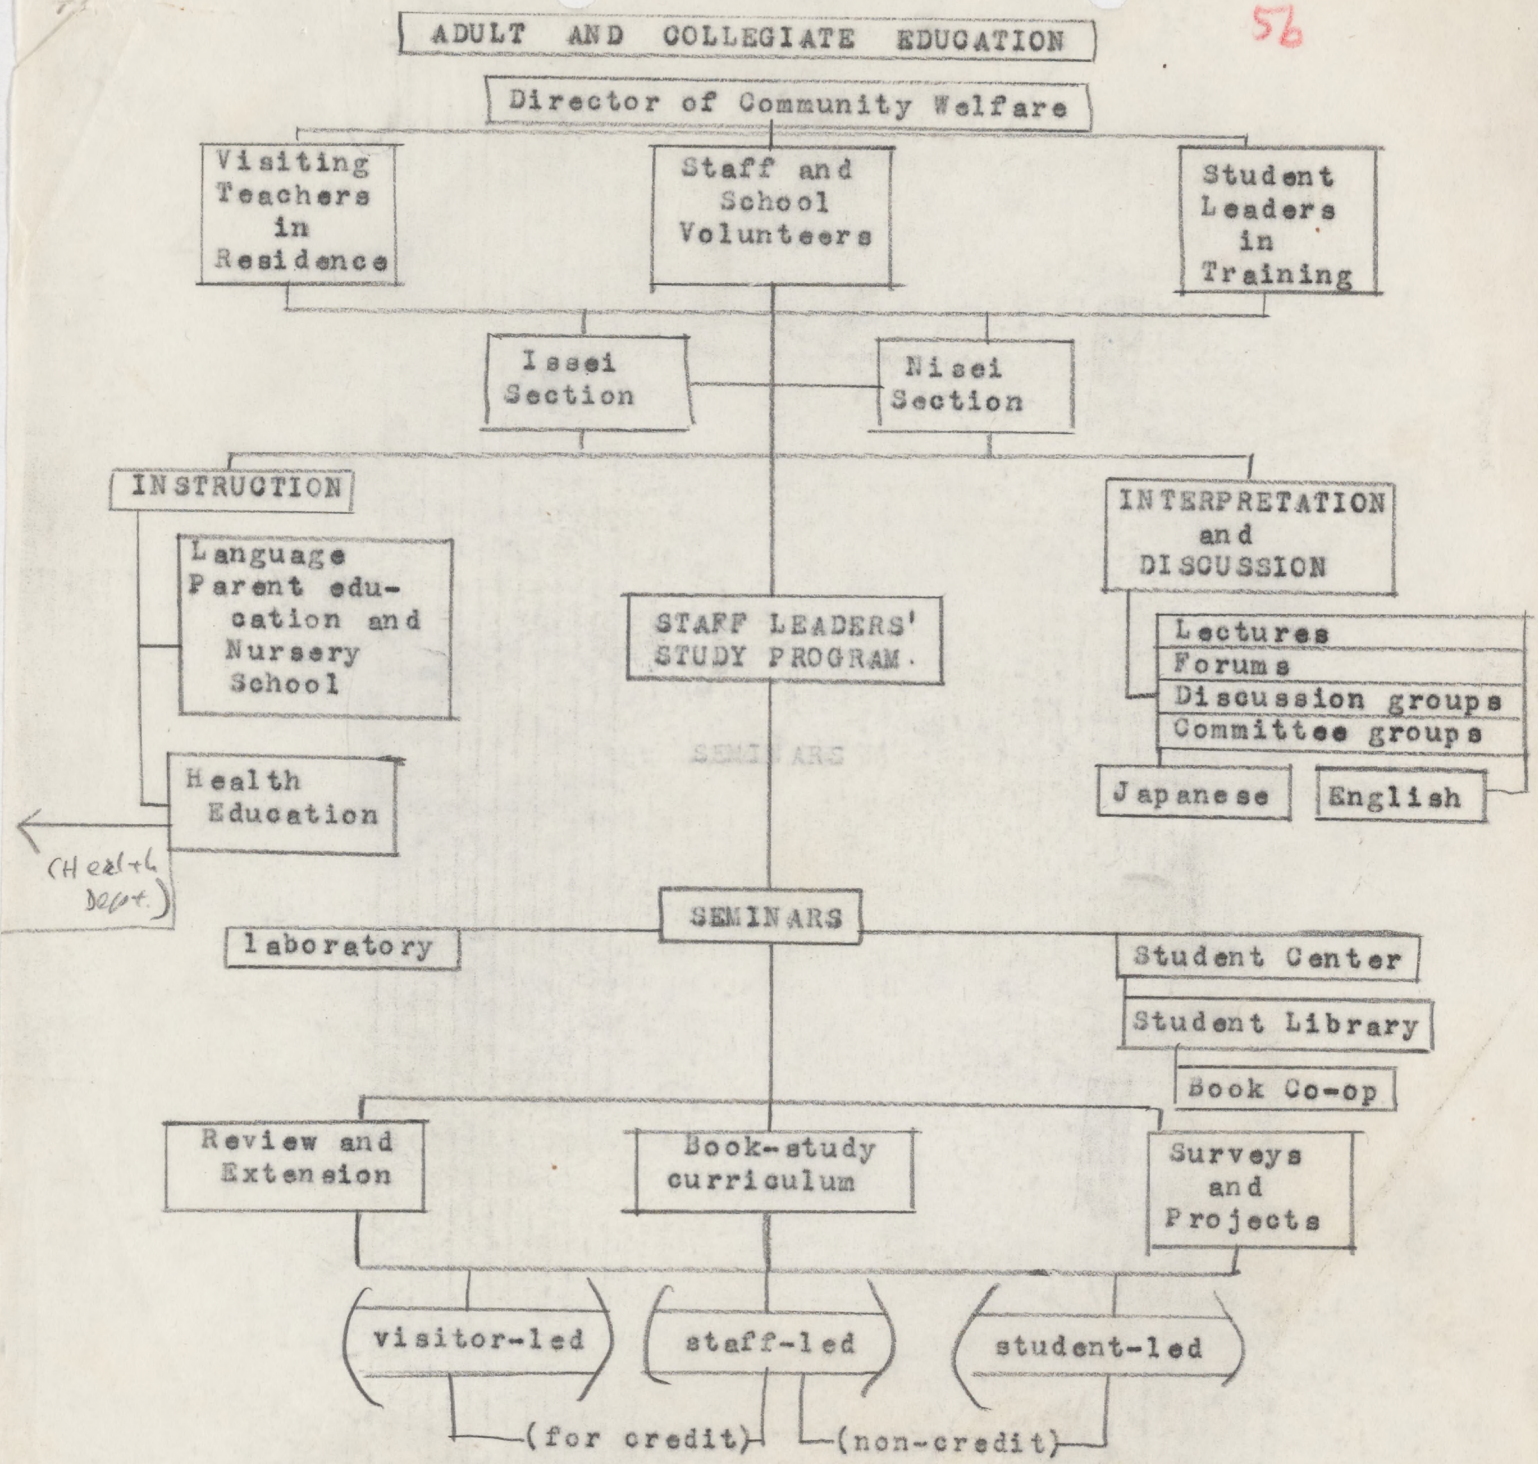 56
ADULT AND COLLEGIATE EDUCATION
Director of Community Welfare
Visiting
Teachers
in
Residence
Staff and
School
Volunteers
Student
Leaders
in
Training
Issei
Section
Nisei
Section
INSTRUCTION
Language
Parent edu-
cation and
Nursery
School
Health
Education
(Health
Dept.)
STAFF LEADERS'
STUDY PROGRAM.
INTERPRETATION
and
DISCUSSION
Lectures
Forums
Discussion groups
Committee groups
Japanese
English
SEMINARS
SEMINARS
laboratory
Student Center
Student Library
Book Co-op
Review and
Extension
Book-study
curriculum
Surveys
and
Projects
visitor-led
staff-led
student-led
(for credit)
(non-credit)